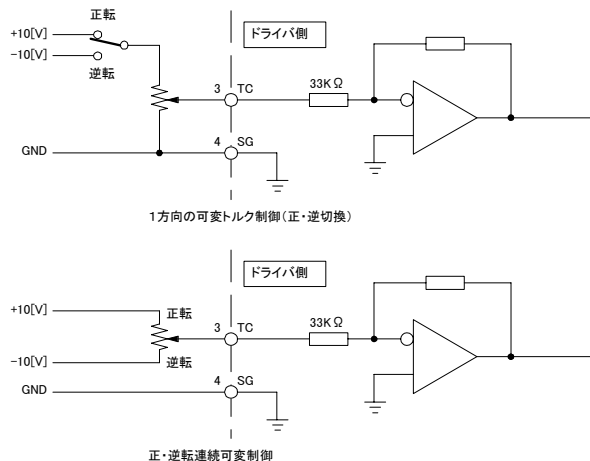 正転
+10[V]
-10[V]
逆転
ドライバ側
3 TC
33KΩ
4 SG
GND
1方向の可変トルク制御(正・逆切換)
ドライバ側
+10[V]
正転
3 TC
33KΩ
逆転
-10[V]
4 SG
GND
正・逆転連続可変制御